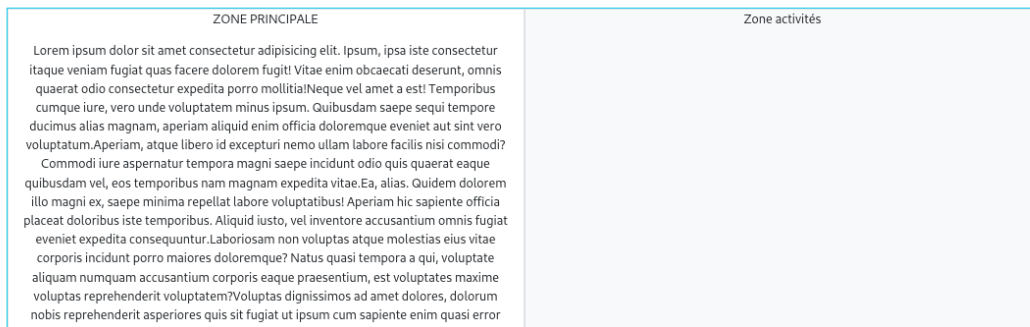 ZONE PRINCIPALE
Lorem ipsum dolor sit amet consectetur adipisicing elit. Ipsum, ipsa iste consectetur
itaque veniam fugiat quas facere dolorem fugit! Vitae enim obcaecati deserunt, omnis
quaerat odio consectetur expedita porro mollitia!Neque vel amet a est! Temporibus
cumque iure, vero unde voluptatem minus ipsum. Quibusdam saepe sequi tempore
ducimus alias magnam, aperiam aliquid enim officia doloremque eveniet aut sint vero
voluptatum.Aperiam, atque libero id excepturi nemo ullam labore facilis nisi commodi?
Commodi iure aspernatur tempora magni saepe incidunt odio quis quaerat eaque
quibusdam vel, eos temporibus nam magnam expedita vitae.Ea, alias. Quidem dolorem
illo magni ex, saepe minima repellat labore voluptatibus! Aperiam hic sapiente officia
placeat doloribus iste temporibus. Aliquid iusto, vel inventore accusantium omnis fugiat
eveniet expedita consequuntur.Laboriosam non voluptas atque molestias eius vitae
corporis incidunt porro maiores doloremque? Natus quasi tempora a qui, voluptate
aliquam numquam accusantium corporis eaque praesentium, est voluptates maxime
voluptas reprehenderit voluptatem?Voluptas dignissimos ad amet dolores, dolorum
nobis reprehenderit asperiores quis sit fugiat ut ipsum cum sapiente enim quasi error
Zone activités